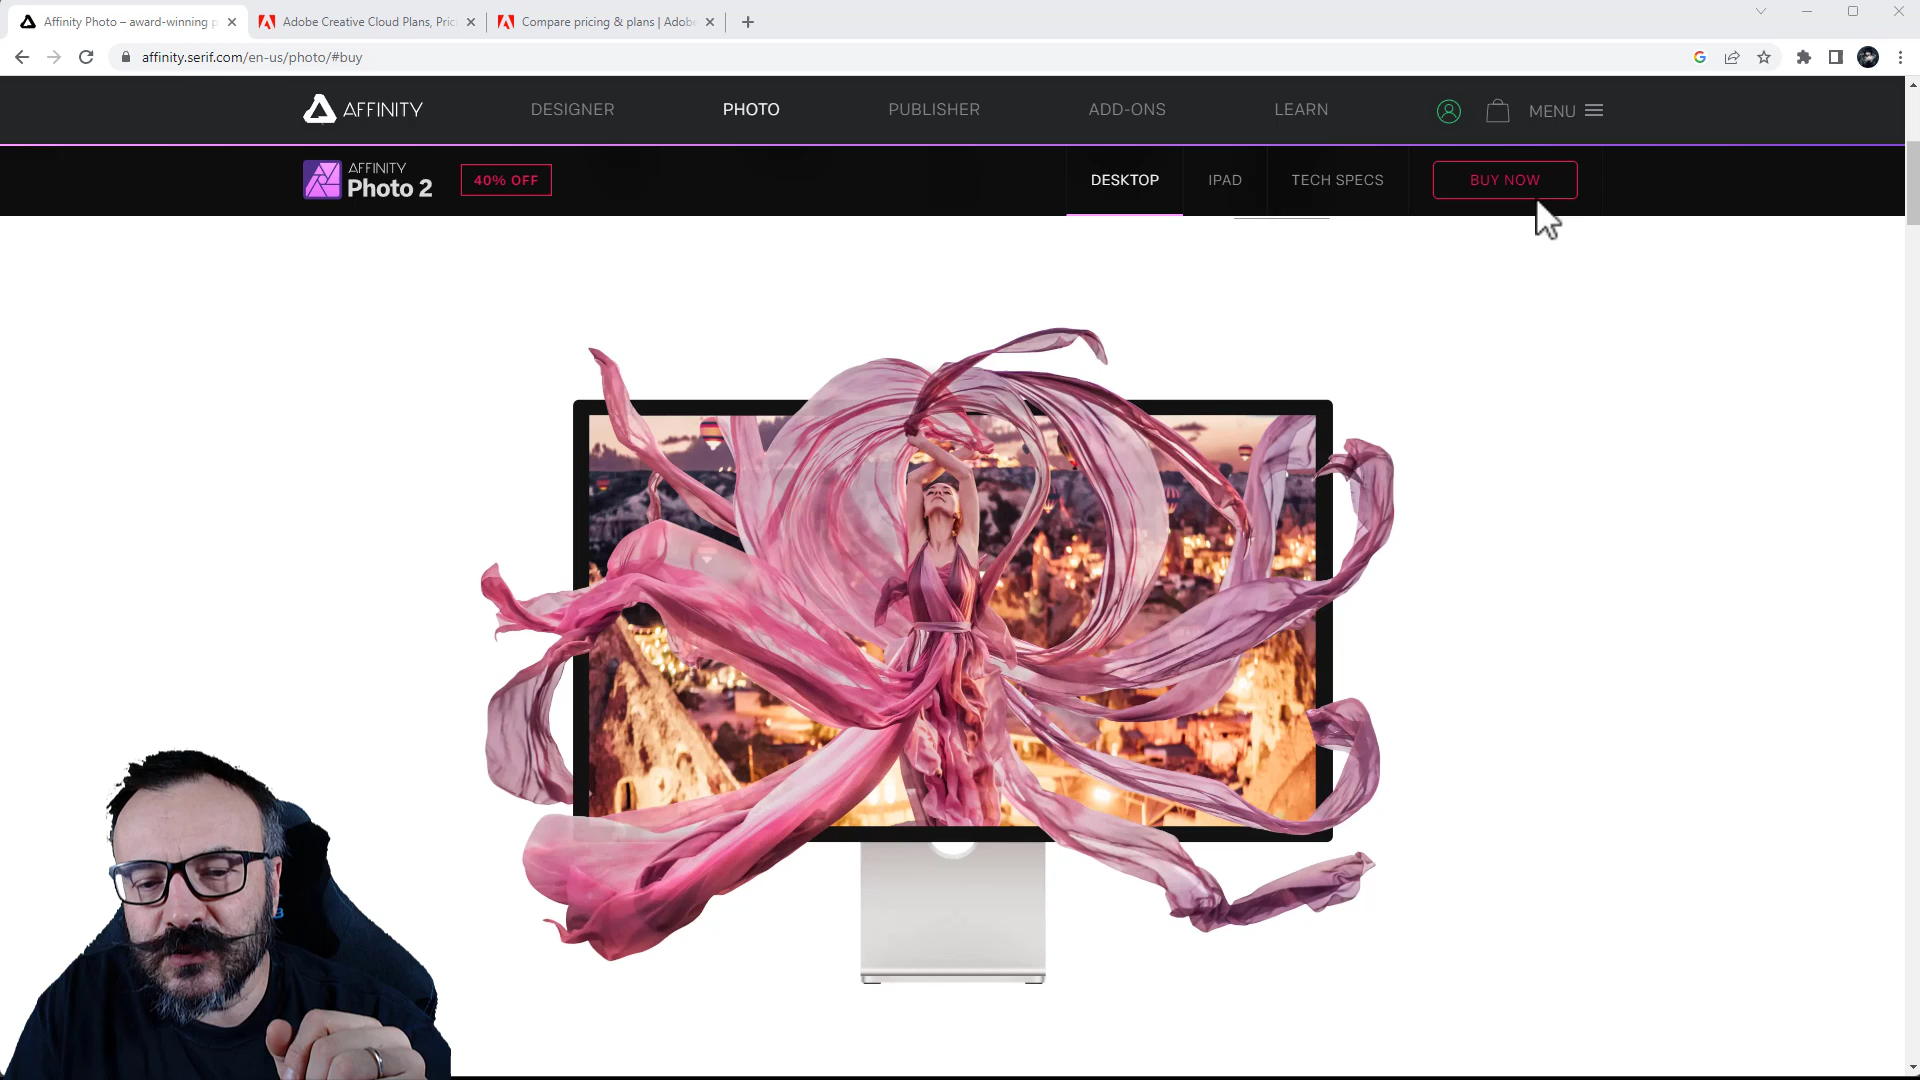 Affinity Photo – award-winning p
Adobe Creative Cloud Plans, Pric
Compare pricing & plans | Adobe
affinity.serif.com/en-us/photo/#buy
AFFINITY
DESIGNER
PHOTO
PUBLISHER
ADD-ONS
LEARN
MENU
AFFINITY
Photo 2
40% OFF
DESKTOP
IPAD
TECH SPECS
BUY NOW